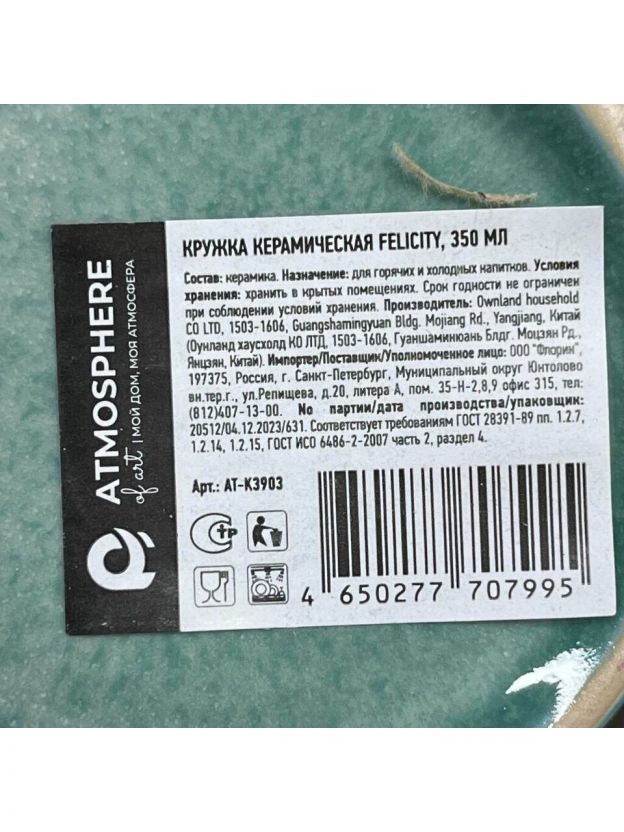 ATMOSPHERE
of art | МОЙ ДОМ, МОЯ АТМОСФЕРА
КРУЖКА КЕРАМИЧЕСКАЯ FELICITY, 350 МЛ
Состав: керамика. Назначение: для горячих и холодных напитков. Условия
хранения: хранить в крытых помещениях. Срок годности не ограничен
при соблюдении условий хранения. Производитель: Ownland household
CO LTD, 1503-1606, Guangshamingyuan Bldg. Mojiang Rd., Yangjiang, Китай
(Оунланд хаусхолд КО ЛТД, 1503-1606, Гуаншаминюань Блдг. Моцзян Рд.,
Янцзян, Китай). Импортер/Поставщик/Уполномоченное лицо: ООО "Флорин",
197375, Россия, г. Санкт-Петербург, Муниципальный округ Юнтолово
вн.тер.г., ул.Репищева, д.20, литера А, пом. 35-Н-2,8,9 офис 315, тел:
(812)407-13-00. No партии/дата производства/упаковщик:
20512/04.12.2023/631. Соответствует требованиям ГОСТ 28391-89 пп. 1.2.7,
1.2.14, 1.2.15, ГОСТ ИСО 6486-2-2007 часть 2, раздел 4.
Арт.: AT-K3903
4 650277 707995